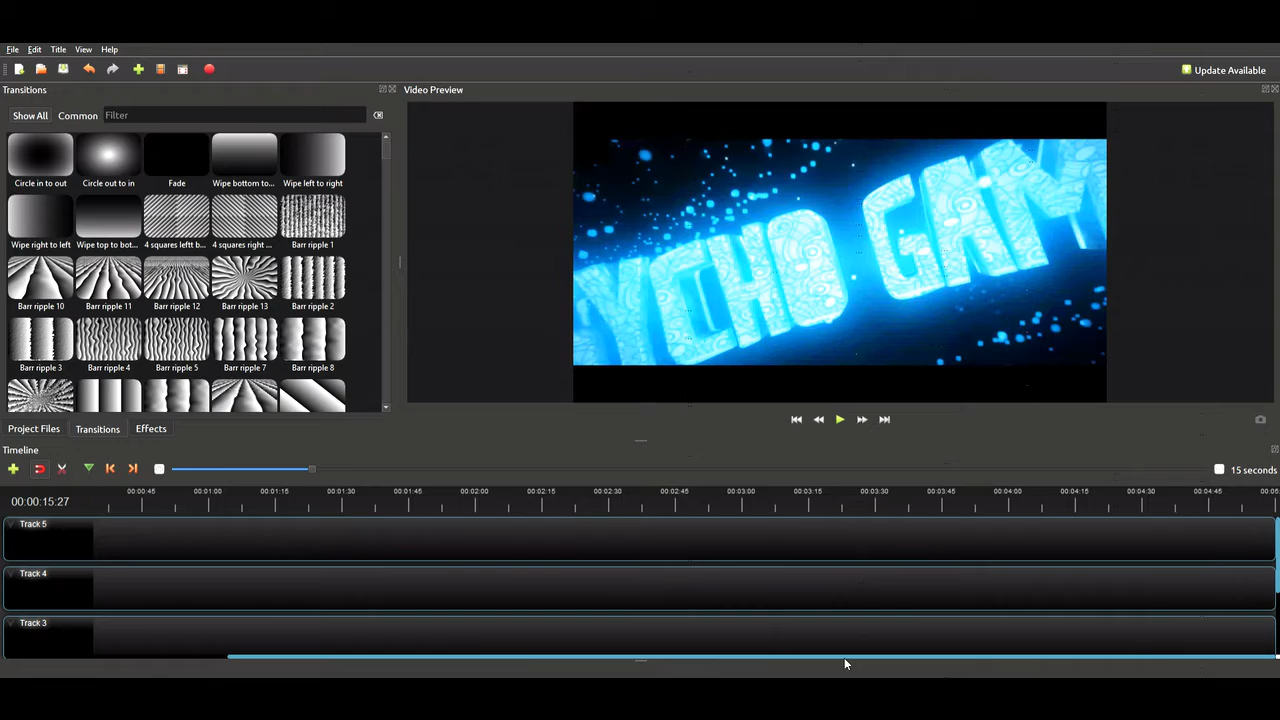 File Edit Title View Help
Update Available
Transitions
Video Preview
Show All Common Filter
Circle in to out Circle out to in Fade Wipe bottom to... Wipe left to right
Wipe right to left Wipe top to bot... 4 squares leftt b... 4 squares right ... Barr ripple 1
Barr ripple 10 Barr ripple 11 Barr ripple 12 Barr ripple 13 Barr ripple 2
Barr ripple 3 Barr ripple 4 Barr ripple 5 Barr ripple 7 Barr ripple 8
YCHO GAM
Project Files Transitions Effects
Timeline
15 seconds
00:00:15:27
00:00:45 00:01:00 00:01:15 00:01:30 00:01:45 00:02:00 00:02:15 00:02:30 00:02:45 00:03:00 00:03:15 00:03:30 00:03:45 00:04:00 00:04:15 00:04:30 00:04:45 00:05:
Track 5
Track 4
Track 3